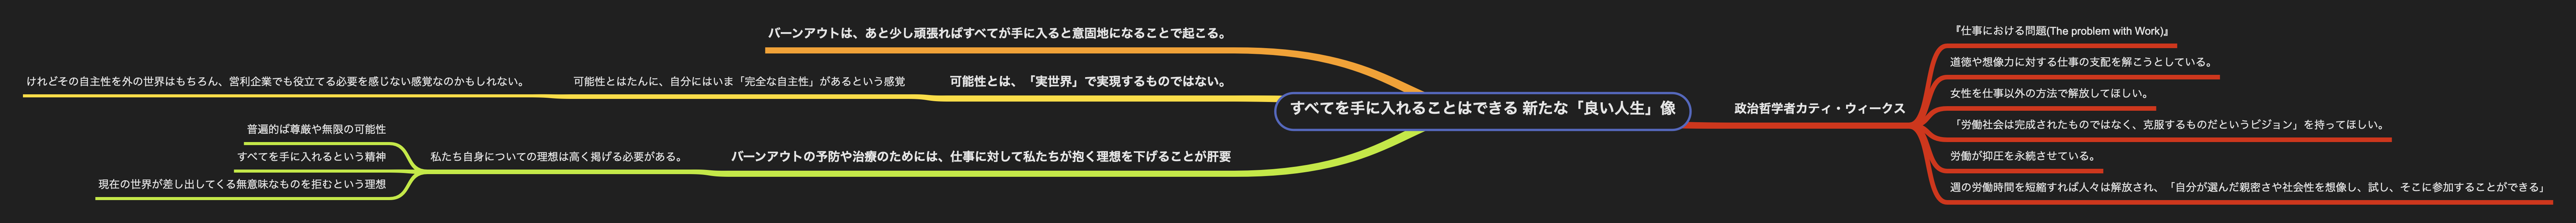 すべてを手に入れることはできる 新たな「良い人生」像
政治哲学者カティ・ウィークス
『仕事における問題(The problem with Work)』
道徳や想像力に対する仕事の支配を解こうとしている。
女性を仕事以外の方法で解放してほしい。
「労働社会は完成されたものではなく、克服するものだというビジョン」を持ってほしい。
労働が抑圧を永続させている。
週の労働時間を短縮すれば人々は解放され、「自分が選んだ親密さや社会性を想像し、試し、そこに参加することができる」
バーンアウトは、あと少し頑張ればすべてが手に入ると意固地になることで起こる。
可能性とは、「実世界」で実現するものではない。
可能性とはたんに、自分にはいま「完全な自主性」があるという感覚
けれどその自主性を外の世界はもちろん、営利企業でも役立てる必要を感じない感覚なのかもしれない。
バーンアウトの予防や治療のためには、仕事に対して私たちが抱く理想を下げることが肝要
私たち自身についての理想は高く掲げる必要がある。
普遍的ば尊厳や無限の可能性
すべてを手に入れるという精神
現在の世界が差し出してくる無意味なものを拒むという理想